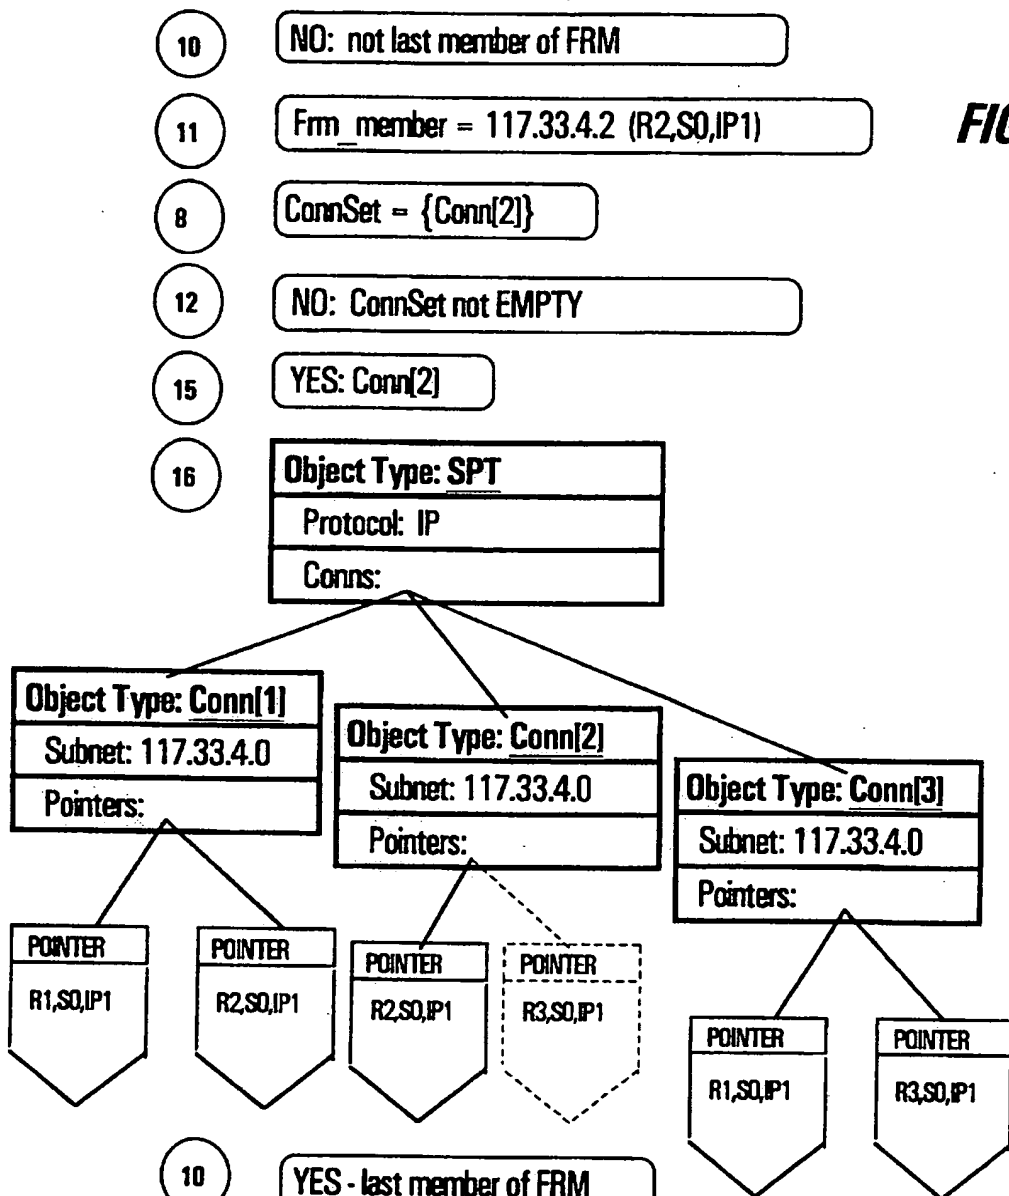 10
NO: not last member of FRM
11
Frm_member = 117.33.4.2 (R2,S0,IP1)
FIG
8
ConnSet = {Conn[2]}
12
NO: ConnSet not EMPTY
15
YES: Conn[2]
16
Object Type: SPT
Protocol: IP
Conns:
Object Type: Conn[1]
Subnet: 117.33.4.0
Pointers:
Object Type: Conn[2]
Subnet: 117.33.4.0
Pointers:
Object Type: Conn[3]
Subnet: 117.33.4.0
Pointers:
POINTER
R1,S0,IP1
POINTER
R2,S0,IP1
POINTER
R2,S0,IP1
POINTER
R3,S0,IP1
POINTER
R1,S0,IP1
POINTER
R3,S0,IP1
10
YES - last member of FRM